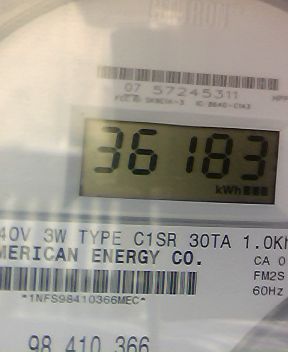 07 57245311
36183
kWh
40V 3W TYPE C1SR 30TA 1.0Kh
MERICAN ENERGY CO.
CA 0
FM2S
60Hz
*1NFS98410366MEC*
98 410 366